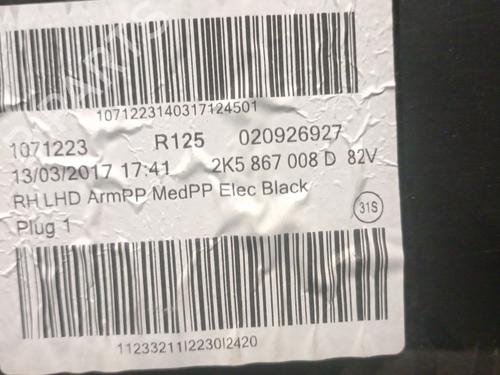 1071223140317124501
1071223 R125 020926927
13/03/2017 17:41 2K5 867 008 D 82V
RH LHD ArmPP MedPP Elec Black
Plug 1
31S
11233211I2230I2420